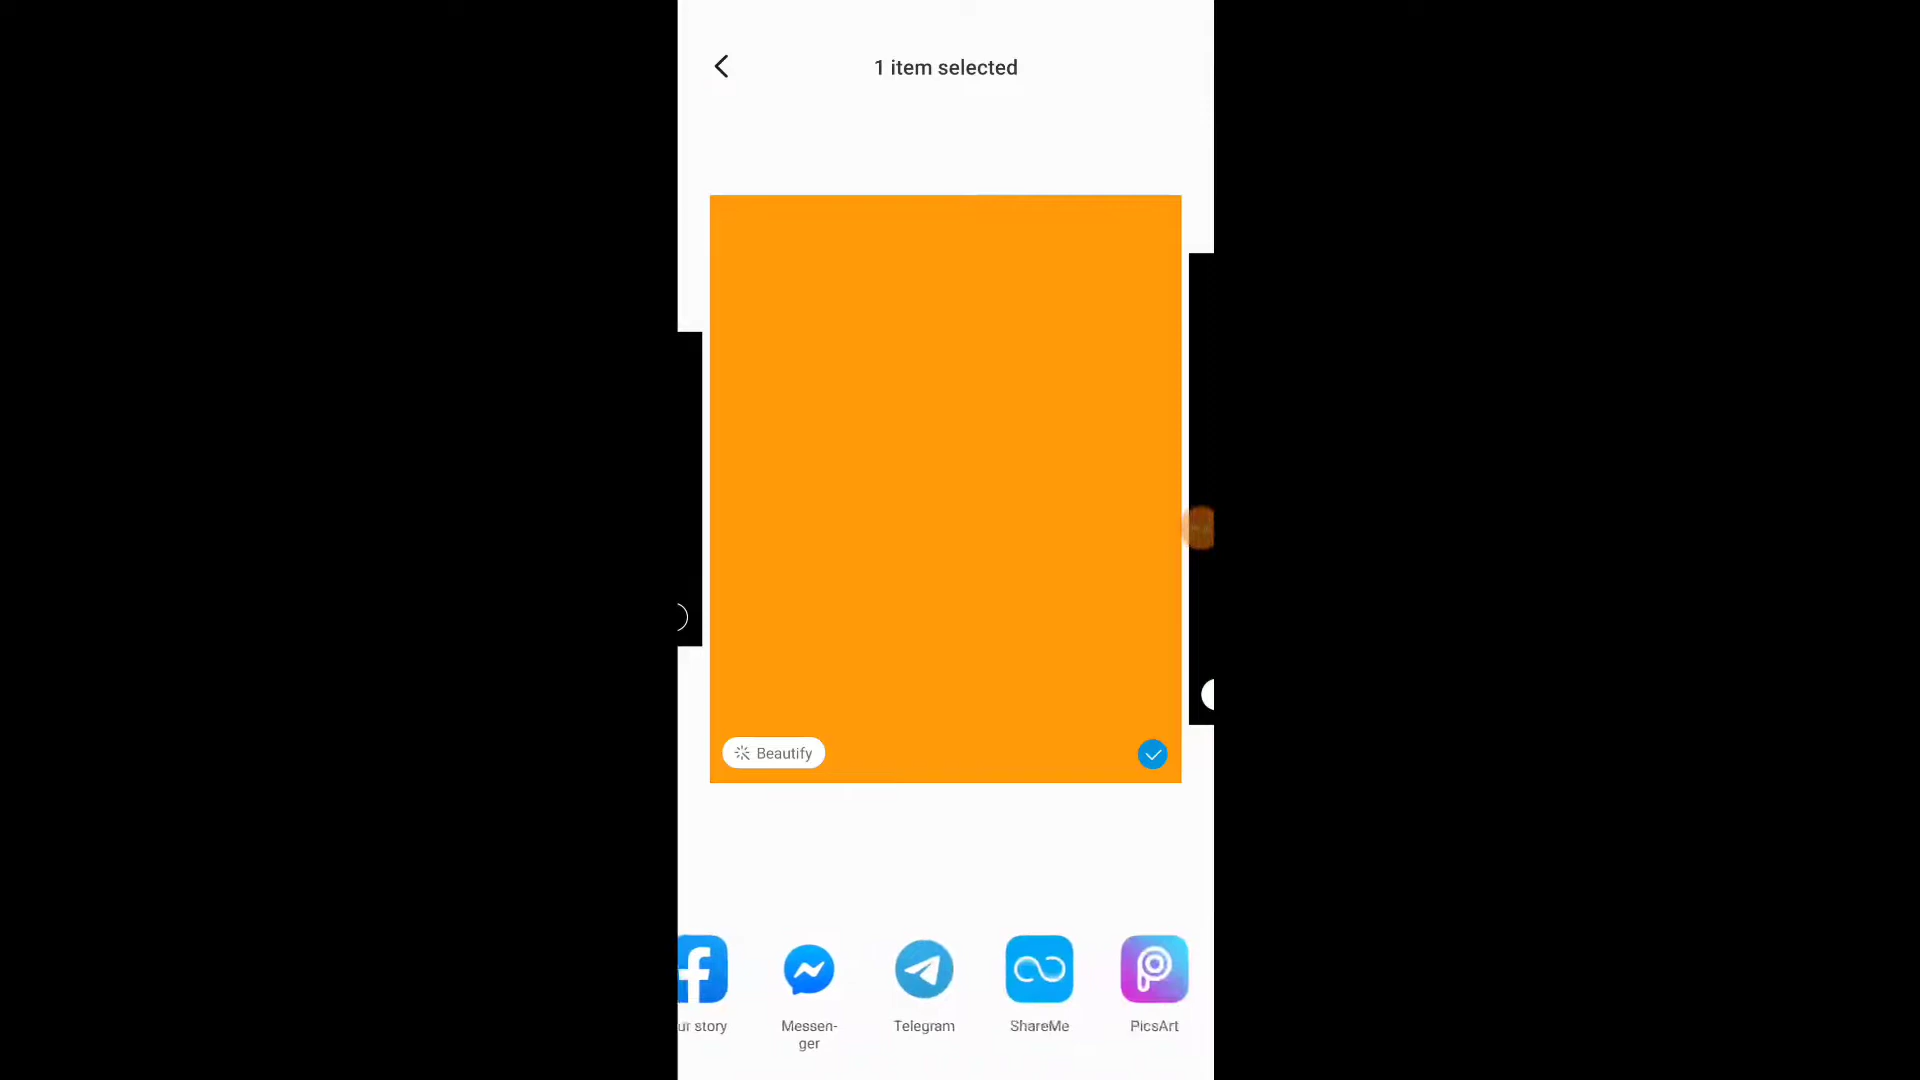 1 item selected
Beautify
ur story
Messen-
ger
Telegram
ShareMe
PicsArt